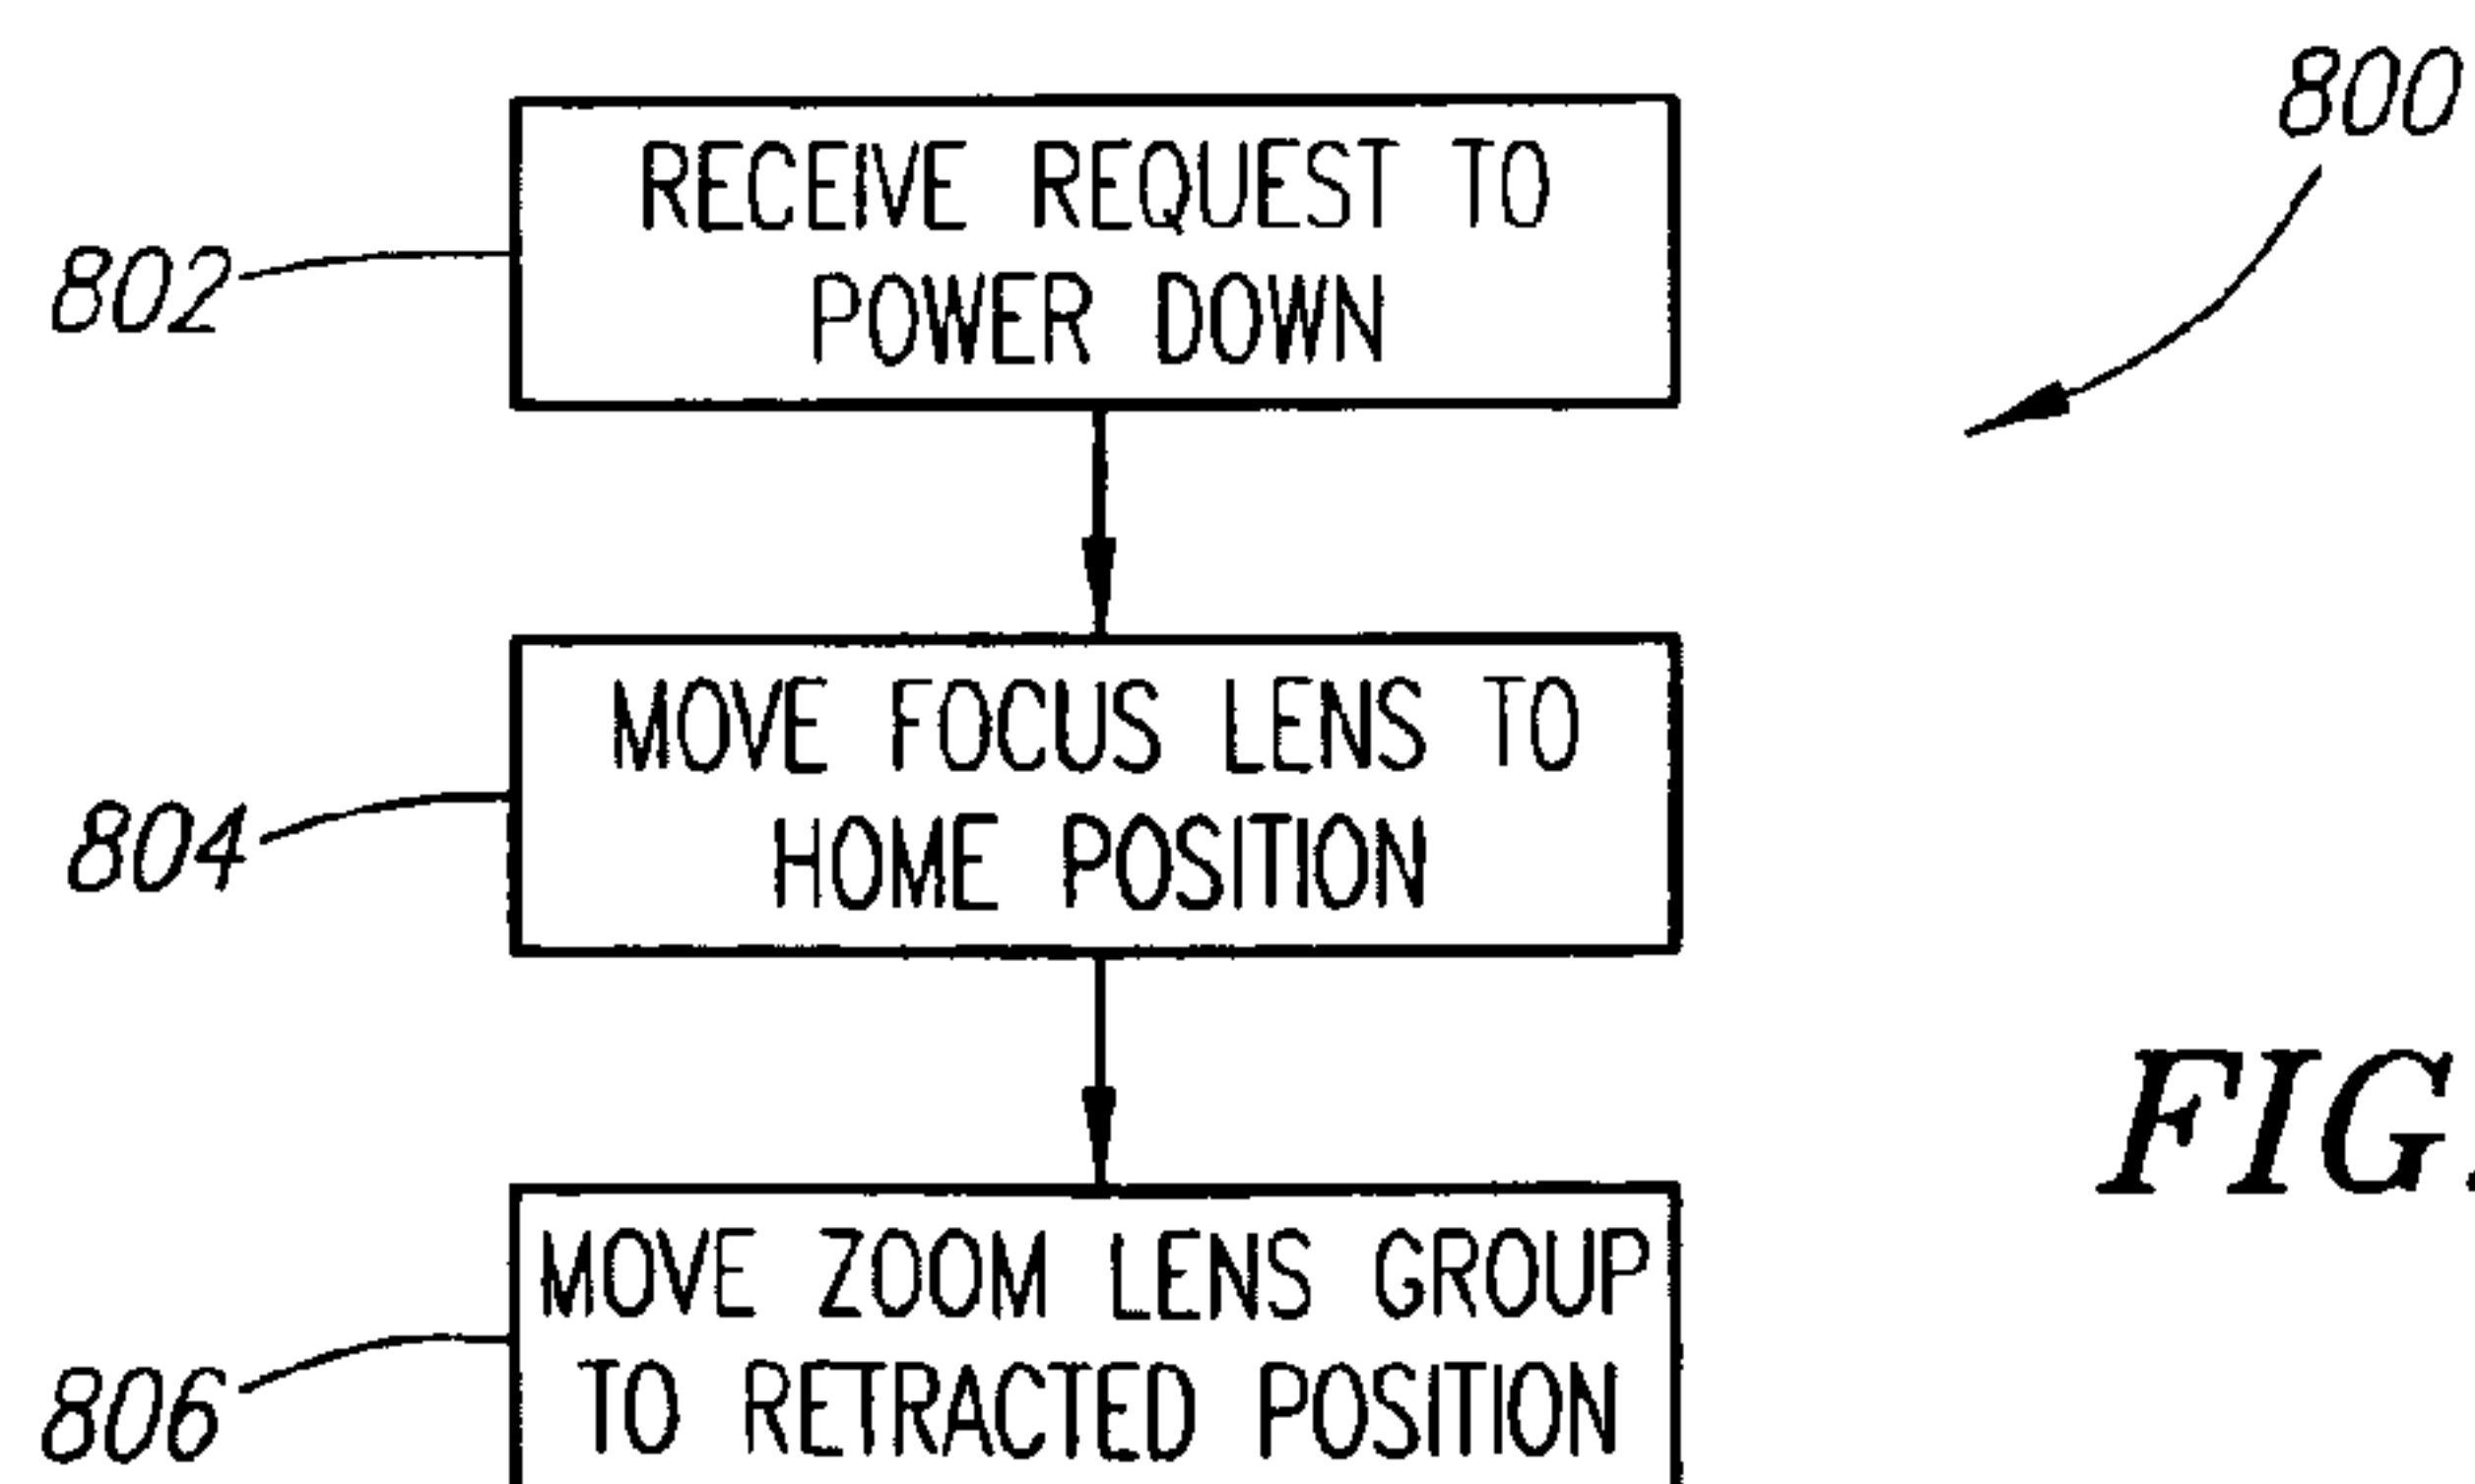 800
RECEIVE REQUEST TO
POWER DOWN
802
MOVE FOCUS LENS TO
HOME POSITION
804
FIG.
MOVE ZOOM LENS GROUP
TO RETRACTED POSITION
806